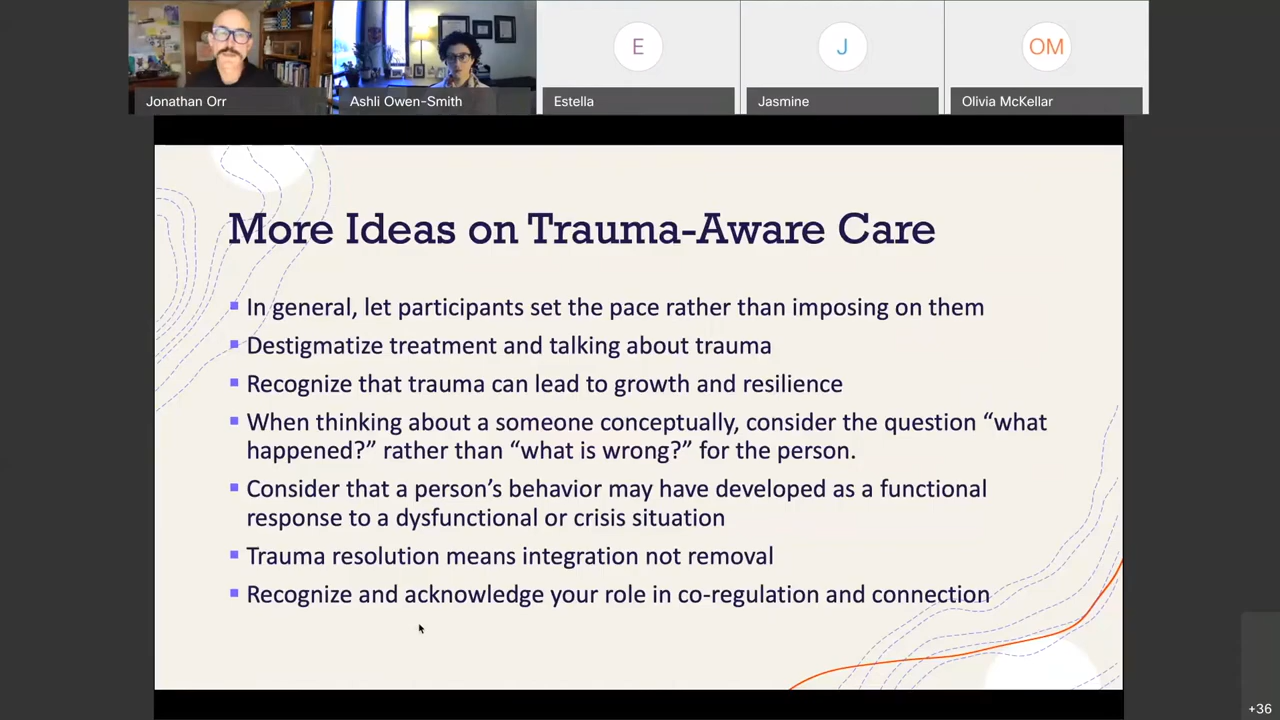 E
J
OM
Jonathan Orr
Ashli Owen-Smith
Estella
Jasmine
Olivia McKellar
More Ideas on Trauma-Aware Care
In general, let participants set the pace rather than imposing on them
Destigmatize treatment and talking about trauma
Recognize that trauma can lead to growth and resilience
When thinking about a someone conceptually, consider the question “what
happened?” rather than “what is wrong?” for the person.
Consider that a person’s behavior may have developed as a functional
response to a dysfunctional or crisis situation
Trauma resolution means integration not removal
Recognize and acknowledge your role in co-regulation and connection
+36